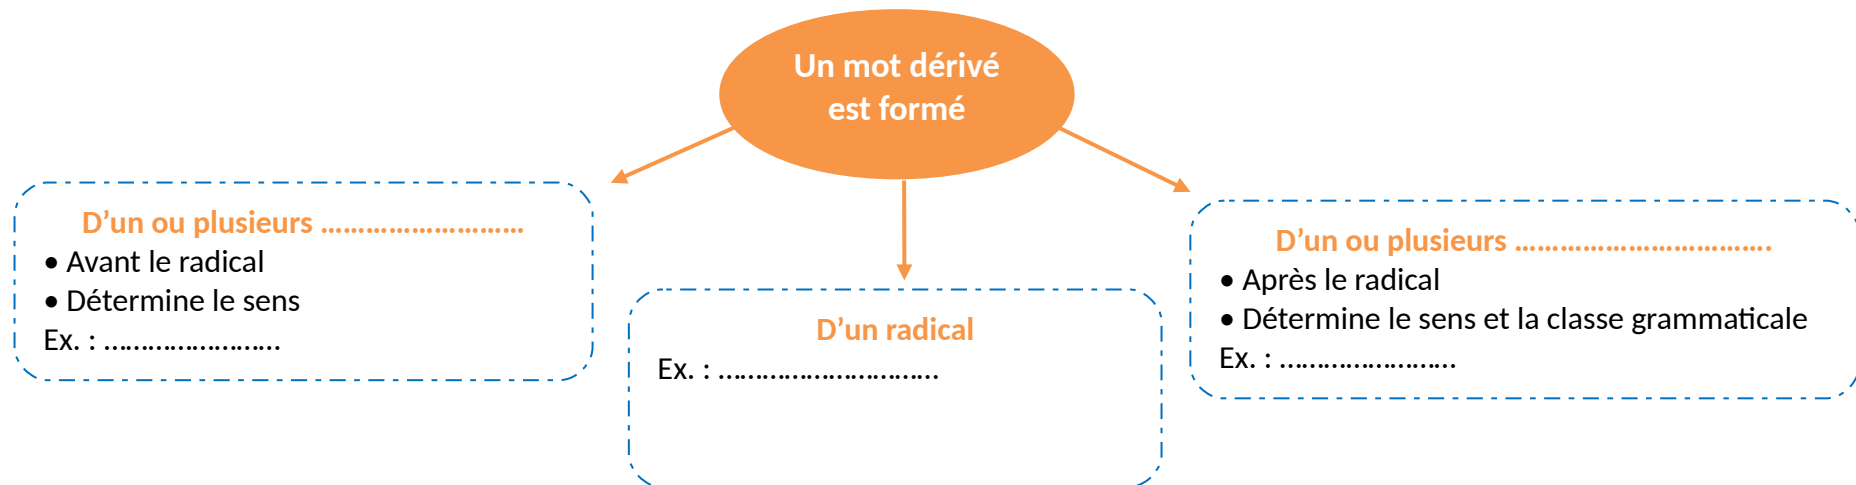 Un mot dérivé
est formé
D’un ou plusieurs ………………………
• Avant le radical
• Détermine le sens
Ex. : ……………………
D’un radical
Ex. : …………………………
D’un ou plusieurs …………………………….
• Après le radical
• Détermine le sens et la classe grammaticale
Ex. : ……………………